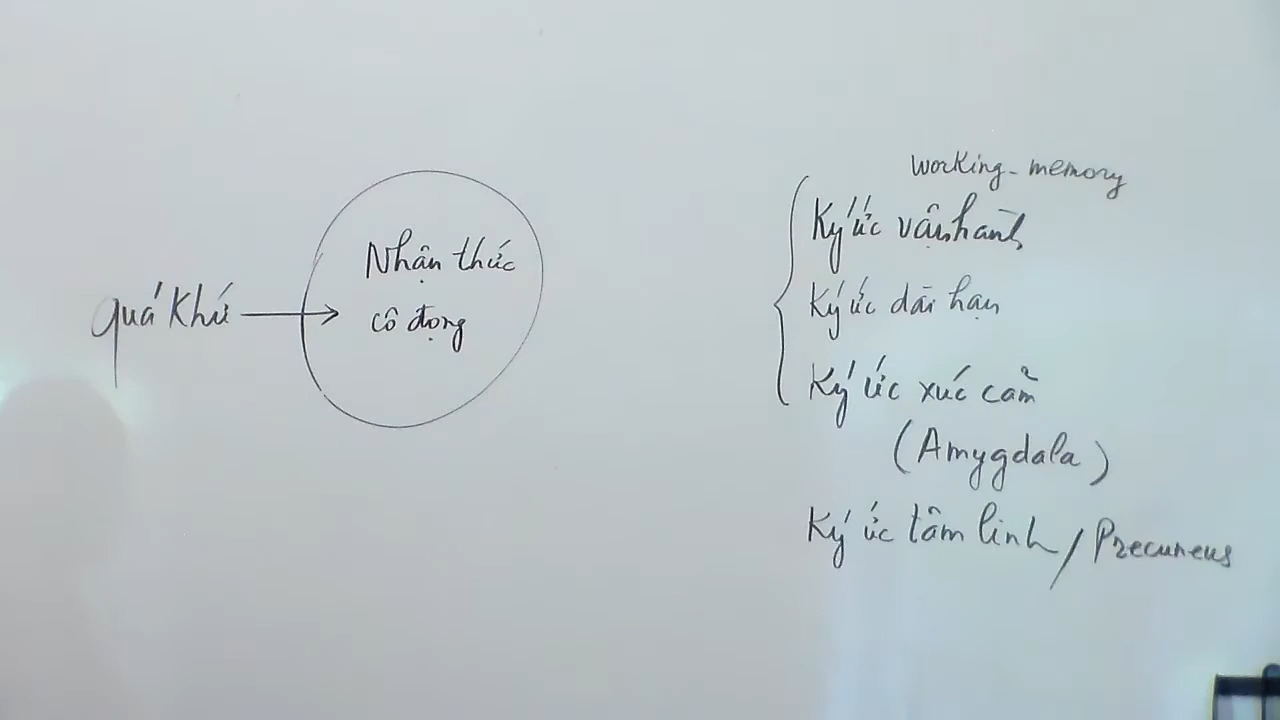 quá Khứ
Nhận thức
cô đọng
working-memory
Ký ức vận hành
Ký ức dài hạn
Ký ức xúc cảm
(Amygdala)
Ký ức tâm linh / Precuneus